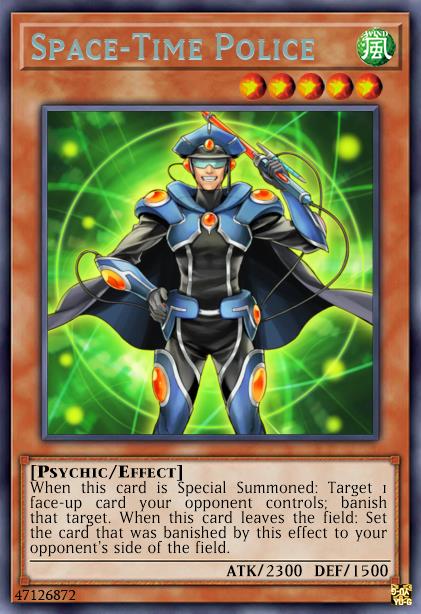 SPACE-TIME POLICE
WIND
風
[PSYCHIC/EFFECT]
When this card is Special Summoned: Target 1
face-up card your opponent controls; banish
that target. When this card leaves the field: Set
the card that was banished by this effect to your
opponent's side of the field.
ATK/2300 DEF/1500
47126872